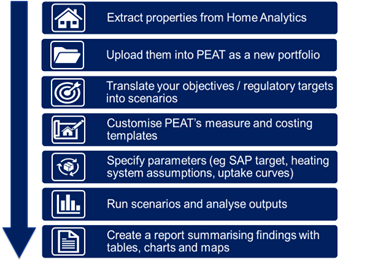 Extract properties from Home Analytics
Upload them into PEAT as a new portfolio
Translate your objectives / regulatory targets
into scenarios
Customise PEAT's measure and costing
templates
Specify parameters (eg SAP target, heating
system assumptions, uptake curves)
Run scenarios and analyse outputs
Create a report summarising findings with
tables, charts and maps